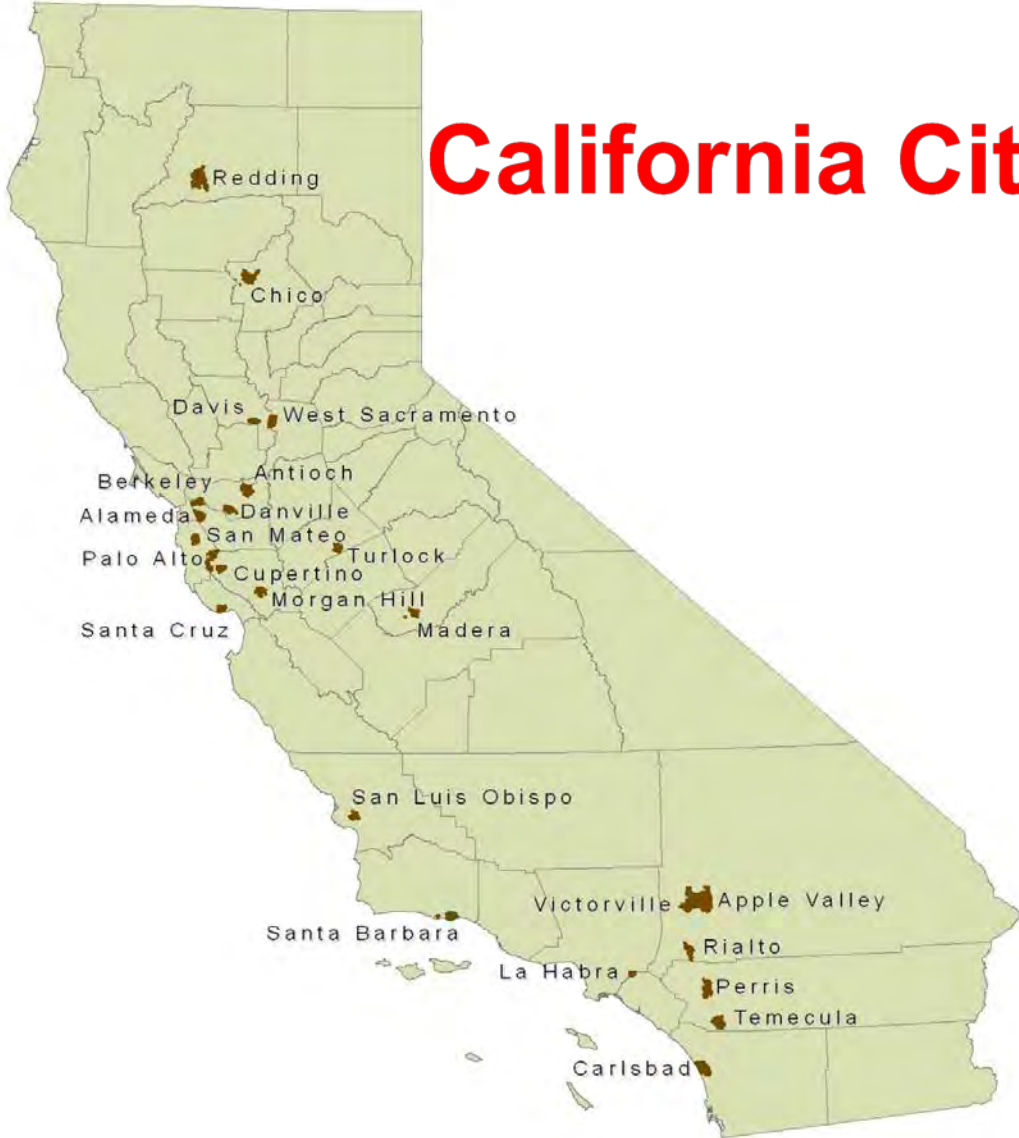 California Cit
Redding
Chico
Davis
West Sacramento
Antioch
Berkeley
Danville
Alameda
San Mateo
Palo Alto
Turlock
Cupertino
Morgan Hill
Santa Cruz
Madera
San Luis Obispo
Victorville
Apple Valley
Santa Barbara
Rialto
La Habra
Perris
Temecula
Carlsbad